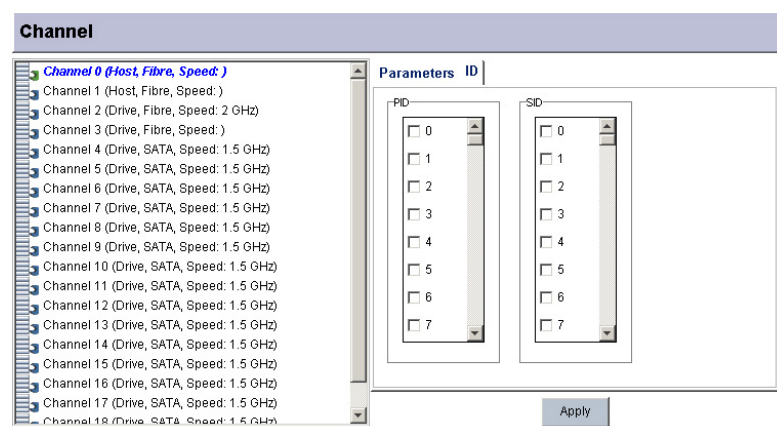 Channel
Channel 0 (Host, Fibre, Speed: )
Channel 1 (Host, Fibre, Speed: )
Channel 2 (Drive, Fibre, Speed: 2 GHz)
Channel 3 (Drive, Fibre, Speed: )
Channel 4 (Drive, SATA, Speed: 1.5 GHz)
Channel 5 (Drive, SATA, Speed: 1.5 GHz)
Channel 6 (Drive, SATA, Speed: 1.5 GHz)
Channel 7 (Drive, SATA, Speed: 1.5 GHz)
Channel 8 (Drive, SATA, Speed: 1.5 GHz)
Channel 9 (Drive, SATA, Speed: 1.5 GHz)
Channel 10 (Drive, SATA, Speed: 1.5 GHz)
Channel 11 (Drive, SATA, Speed: 1.5 GHz)
Channel 12 (Drive, SATA, Speed: 1.5 GHz)
Channel 13 (Drive, SATA, Speed: 1.5 GHz)
Channel 14 (Drive, SATA, Speed: 1.5 GHz)
Channel 15 (Drive, SATA, Speed: 1.5 GHz)
Channel 16 (Drive, SATA, Speed: 1.5 GHz)
Channel 17 (Drive, SATA, Speed: 1.5 GHz)
Channel 18 (Drive, SATA, Speed: 1.5 GHz)
Parameters ID
PID
0
1
2
3
4
5
6
7
SID
0
1
2
3
4
5
6
7
Apply